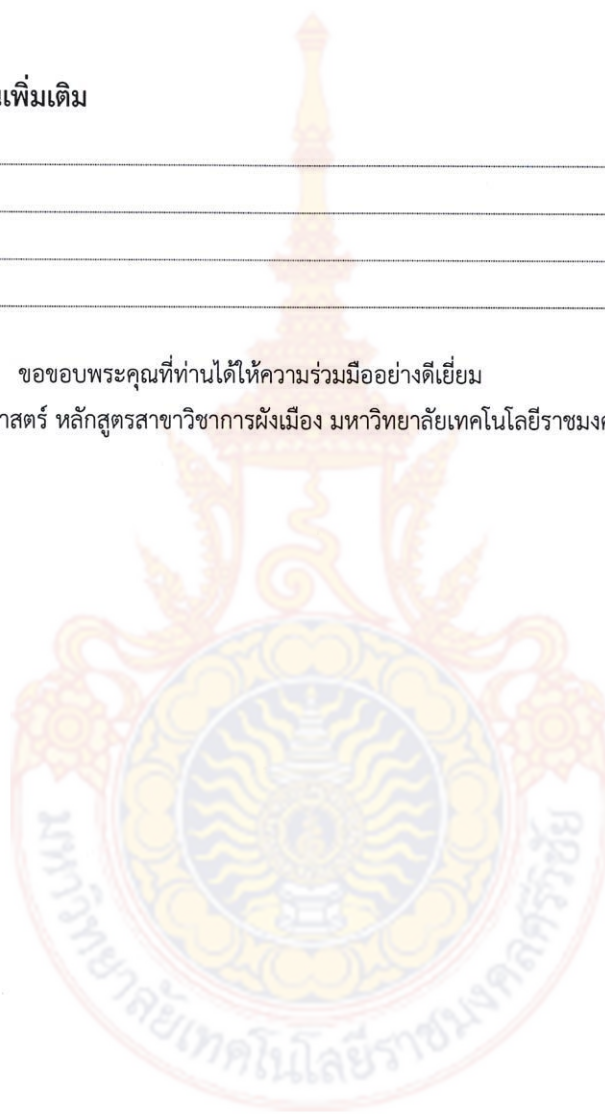 นเพิ่มเติม
ขอขอบพระคุณที่ท่านได้ให้ความร่วมมืออย่างดีเยี่ยม
าสตร์ หลักสูตรสาขาวิชาการผังเมือง มหาวิทยาลัยเทคโนโลยีราชมง
มหาวิทยาลัยเทคโนโลยีราชมงคลศรีวิชัย